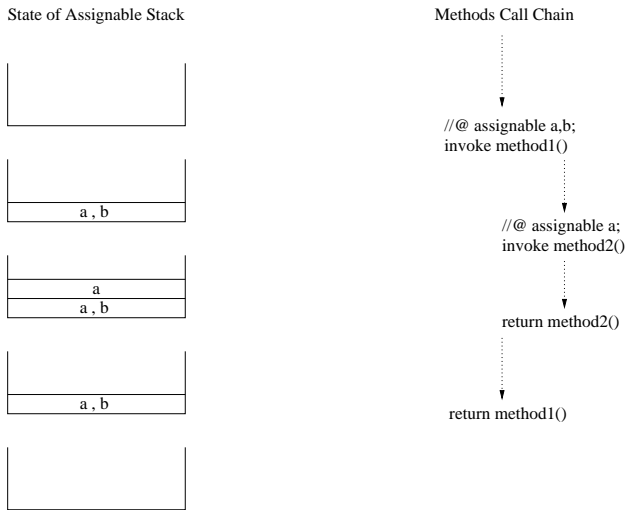 State of Assignable Stack
Methods Call Chain
//@ assignable a,b;
invoke method1()
a , b
//@ assignable a;
invoke method2()
a
a , b
return method2()
a , b
return method1()